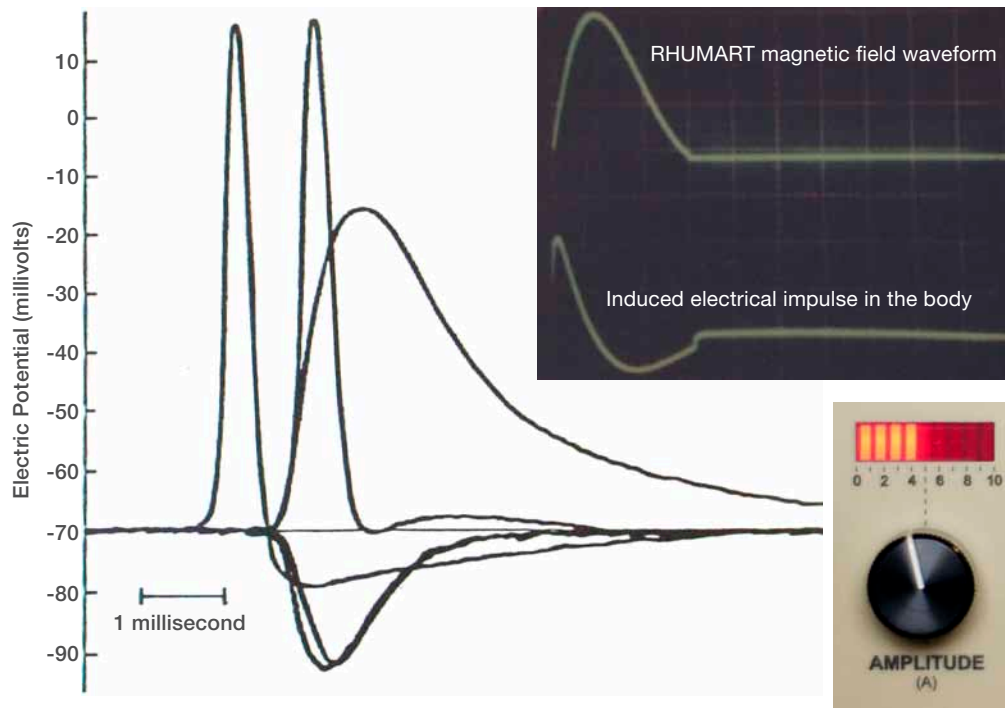 10
0
-10
-20
-30
-40
-50
-60
-70
-80
-90
Electric Potential (millivolts)
1 millisecond
RHUMART magnetic field waveform
Induced electrical impulse in the body
0 2 4 6 8 10
AMPLITUDE
(A)